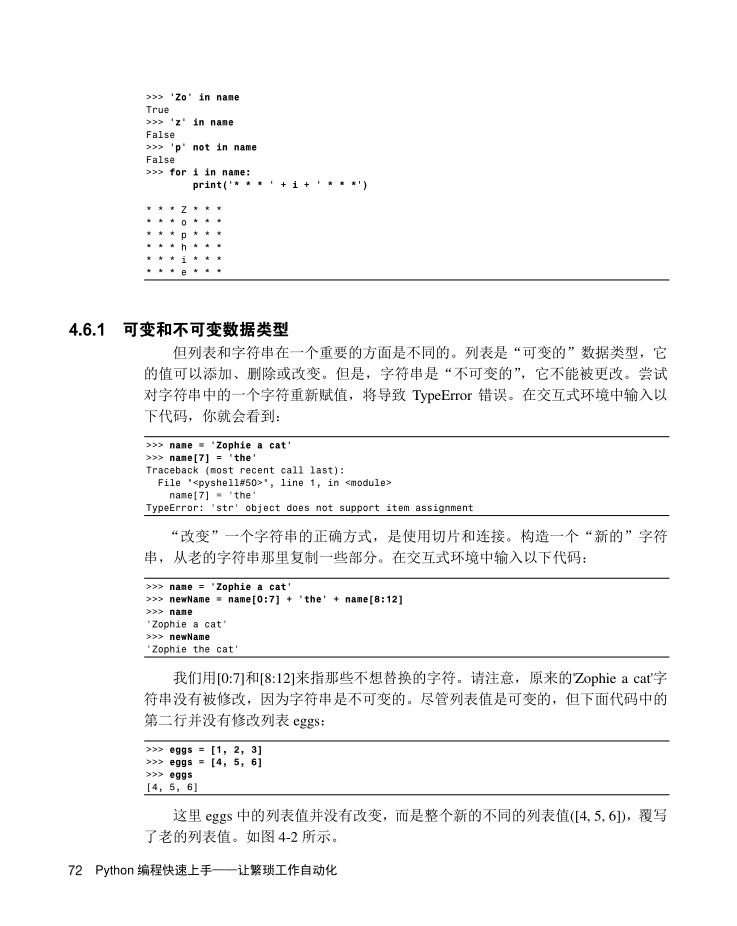 >>> 'Zo' in name
True
>>> 'z' in name
False
>>> 'p' not in name
False
>>> for i in name:
        print('* * * ' + i + ' * * *')
* * * Z * * *
* * * o * * *
* * * p * * *
* * * h * * *
* * * i * * *
* * * e * * *
4.6.1 可变和不可变数据类型
但列表和字符串在一个重要的方面是不同的。列表是“可变的”数据类型，它
的值可以添加、删除或改变。但是，字符串是“不可变的”，它不能被更改。尝试
对字符串中的一个字符重新赋值，将导致 TypeError 错误。在交互式环境中输入以
下代码，你就会看到：
>>> name = 'Zophie a cat'
>>> name[7] = 'the'
Traceback (most recent call last):
  File "<pyshell#50>", line 1, in <module>
    name[7] = 'the'
TypeError: 'str' object does not support item assignment
“改变”一个字符串的正确方式，是使用切片和连接。构造一个“新的”字符
串，从老的字符串那里复制一些部分。在交互式环境中输入以下代码：
>>> name = 'Zophie a cat'
>>> newName = name[0:7] + 'the' + name[8:12]
>>> name
'Zophie a cat'
>>> newName
'Zophie the cat'
我们用[0:7]和[8:12]来指那些不想替换的字符。请注意，原来的'Zophie a cat'字
符串没有被修改，因为字符串是不可变的。尽管列表值是可变的，但下面代码中的
第二行并没有修改列表 eggs：
>>> eggs = [1, 2, 3]
>>> eggs = [4, 5, 6]
>>> eggs
[4, 5, 6]
这里 eggs 中的列表值并没有改变，而是整个新的不同的列表值([4, 5, 6])，覆写
了老的列表值。如图 4-2 所示。
72 Python 编程快速上手——让繁琐工作自动化